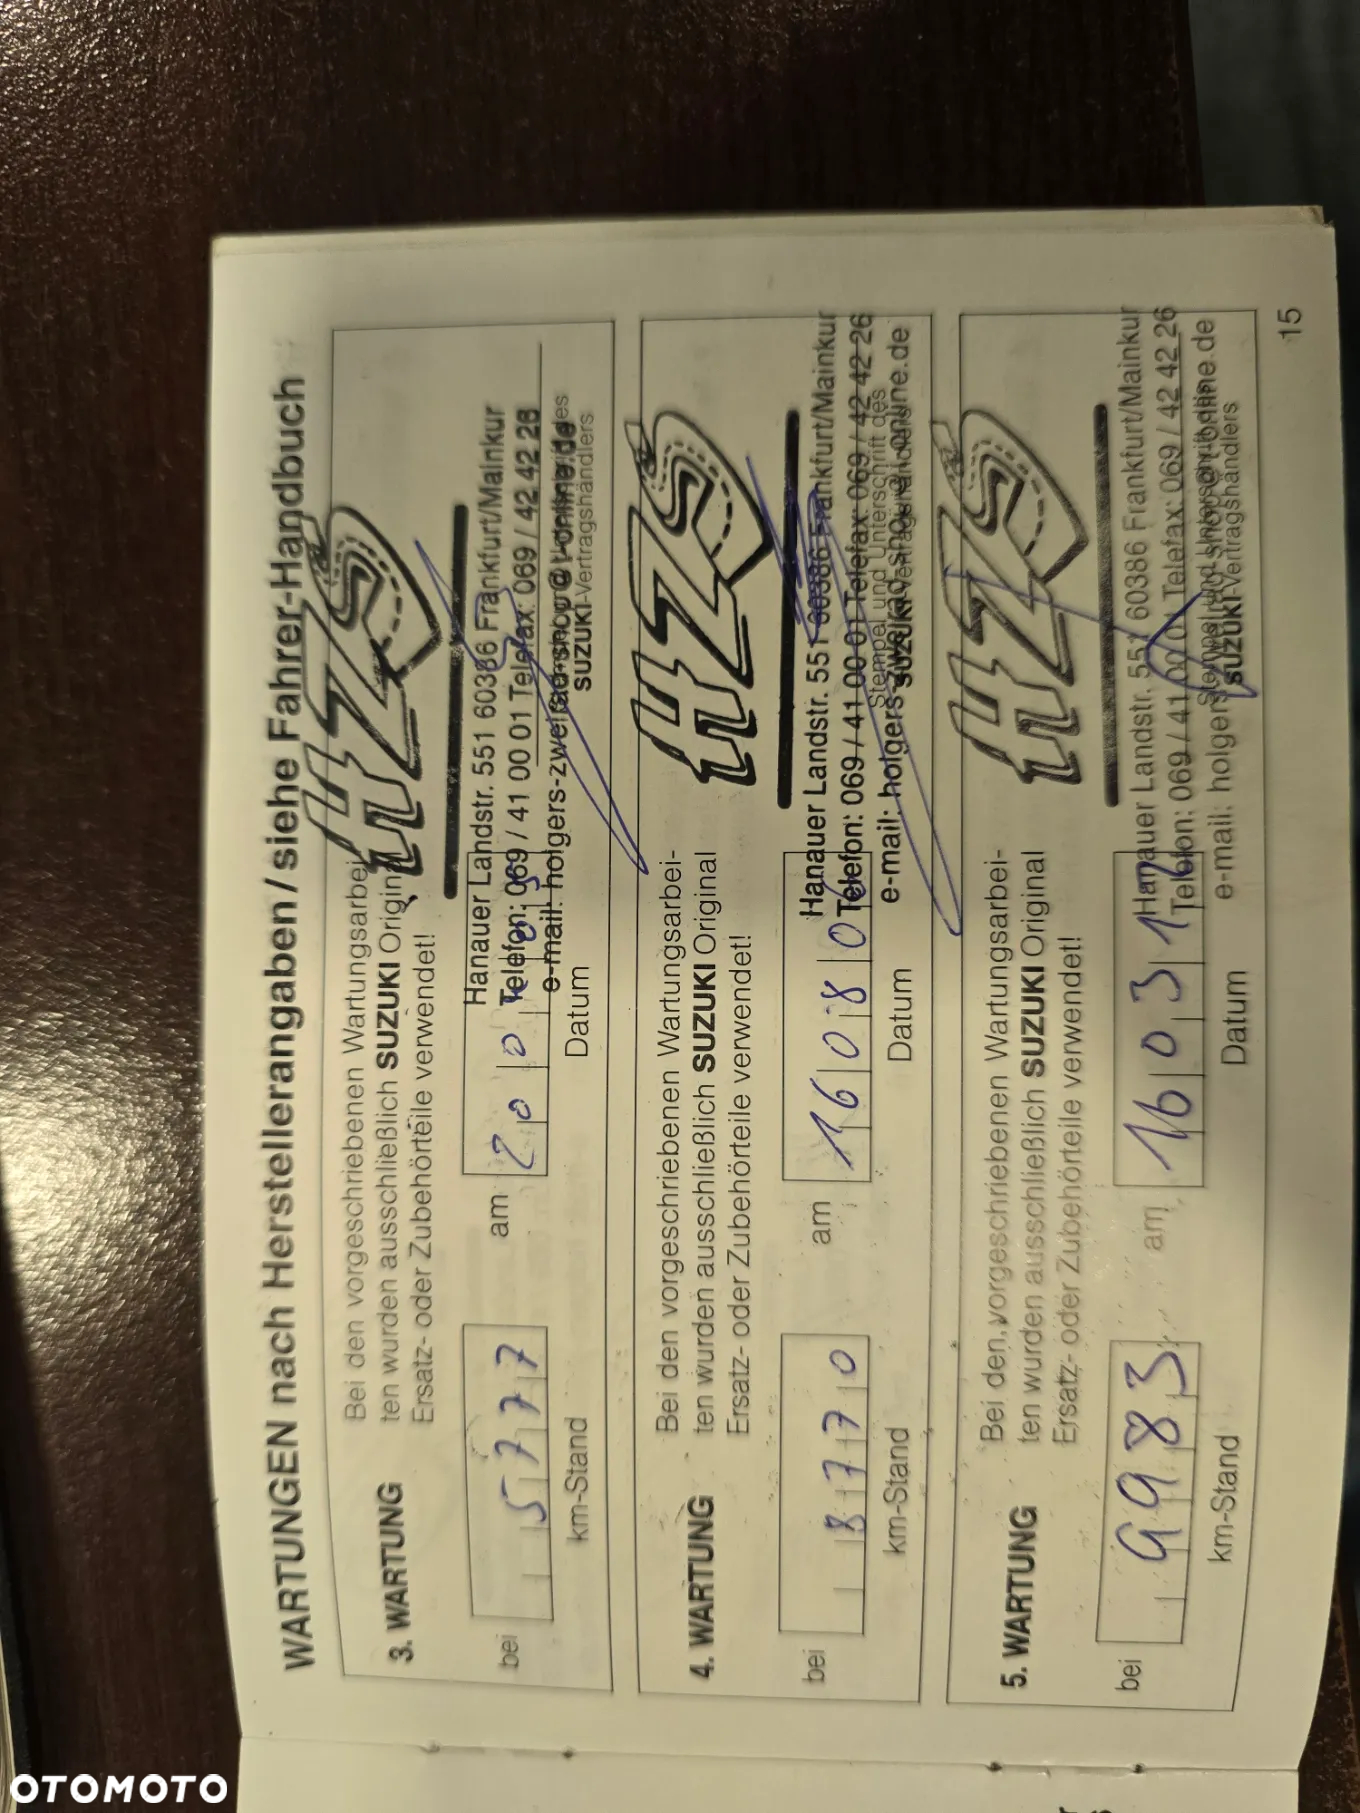 WARTUNGEN nach Herstellerangaben / siehe Fahrer-Handbuch
3. WARTUNG
Bei den vorgeschriebenen Wartungsarbei-
ten wurden ausschließlich SUZUKI Original
Ersatz- oder Zubehörteile verwendet!
bei 5777
km-Stand
am
Datum
HZS
Hanauer Landstr. 551 60386 Frankfurt/Mainkur
Telefon: 069 / 41 00 01 Telefax: 069 / 42 42 26
e-mail: holgers-zweirad-shop@t-online.de
SUZUKI-Vertragshändlers
4. WARTUNG
Bei den vorgeschriebenen Wartungsarbei-
ten wurden ausschließlich SUZUKI Original
Ersatz- oder Zubehörteile verwendet!
bei 8770
km-Stand
am 16080
Datum
HZS
Hanauer Landstr. 551 60386 Frankfurt/Mainkur
Telefon: 069 / 41 00 01 Telefax: 069 / 42 42 26
Stempel und Unterschrift des
e-mail: holgers-zweirad-shop@t-online.de
SUZUKI-Vertragshändlers
5. WARTUNG
Bei den vorgeschriebenen Wartungsarbei-
ten wurden ausschließlich SUZUKI Original
Ersatz- oder Zubehörteile verwendet!
bei 9983
km-Stand
am 1603
Datum
HZS
Hanauer Landstr. 551 60386 Frankfurt/Mainkur
Telefon: 069 / 41 00 01 Telefax: 069 / 42 42 26
Stempel und Unterschrift des
e-mail: holgers-zweirad-shop@t-online.de
SUZUKI-Vertragshändlers
15
OTOMOTO